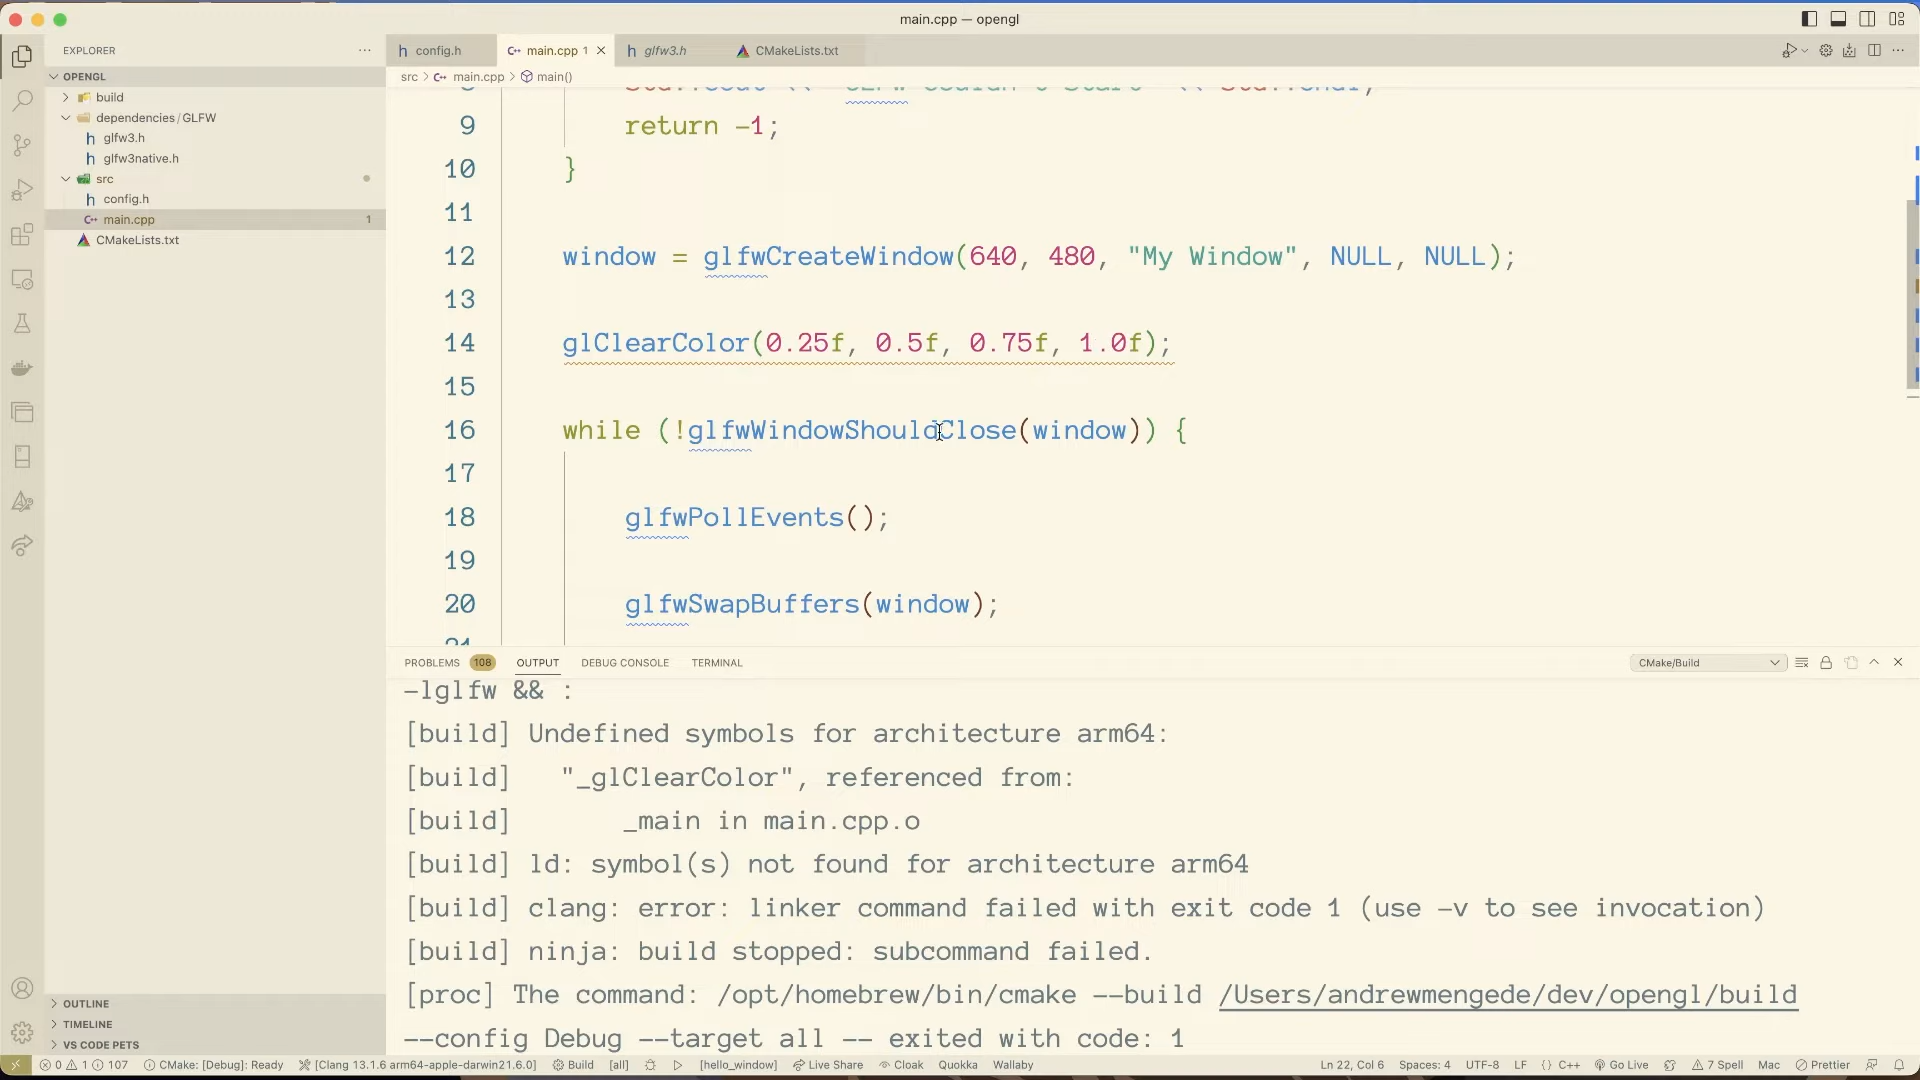 main.cpp — opengl
EXPLORER
OPENGL
build
dependencies/GLFW
glfw3.h
glfw3native.h
src
config.h
main.cpp 1
CMakeLists.txt
OUTLINE
TIMELINE
VS CODE PETS
config.h
main.cpp 1
glfw3.h
CMakeLists.txt
src > main.cpp > main()
9 return -1;
10 }
11
12 window = glfwCreateWindow(640, 480, "My Window", NULL, NULL);
13
14 glClearColor(0.25f, 0.5f, 0.75f, 1.0f);
15
16 while (!glfwWindowShouldClose(window)) {
17
18 glfwPollEvents();
19
20 glfwSwapBuffers(window);
21
PROBLEMS 108 OUTPUT DEBUG CONSOLE TERMINAL
CMake/Build
-lglfw && :
[build] Undefined symbols for architecture arm64:
[build] "_glClearColor", referenced from:
[build] _main in main.cpp.o
[build] ld: symbol(s) not found for architecture arm64
[build] clang: error: linker command failed with exit code 1 (use -v to see invocation)
[build] ninja: build stopped: subcommand failed.
[proc] The command: /opt/homebrew/bin/cmake --build /Users/andrewmengede/dev/opengl/build
--config Debug --target all -- exited with code: 1
0 1 107 CMake: [Debug]: Ready [Clang 13.1.6 arm64-apple-darwin21.6.0] Build [all] [hello_window] Live Share Cloak Quokka Wallaby Ln 22, Col 6 Spaces: 4 UTF-8 LF {} C++ Go Live 7 Spell Mac Prettier